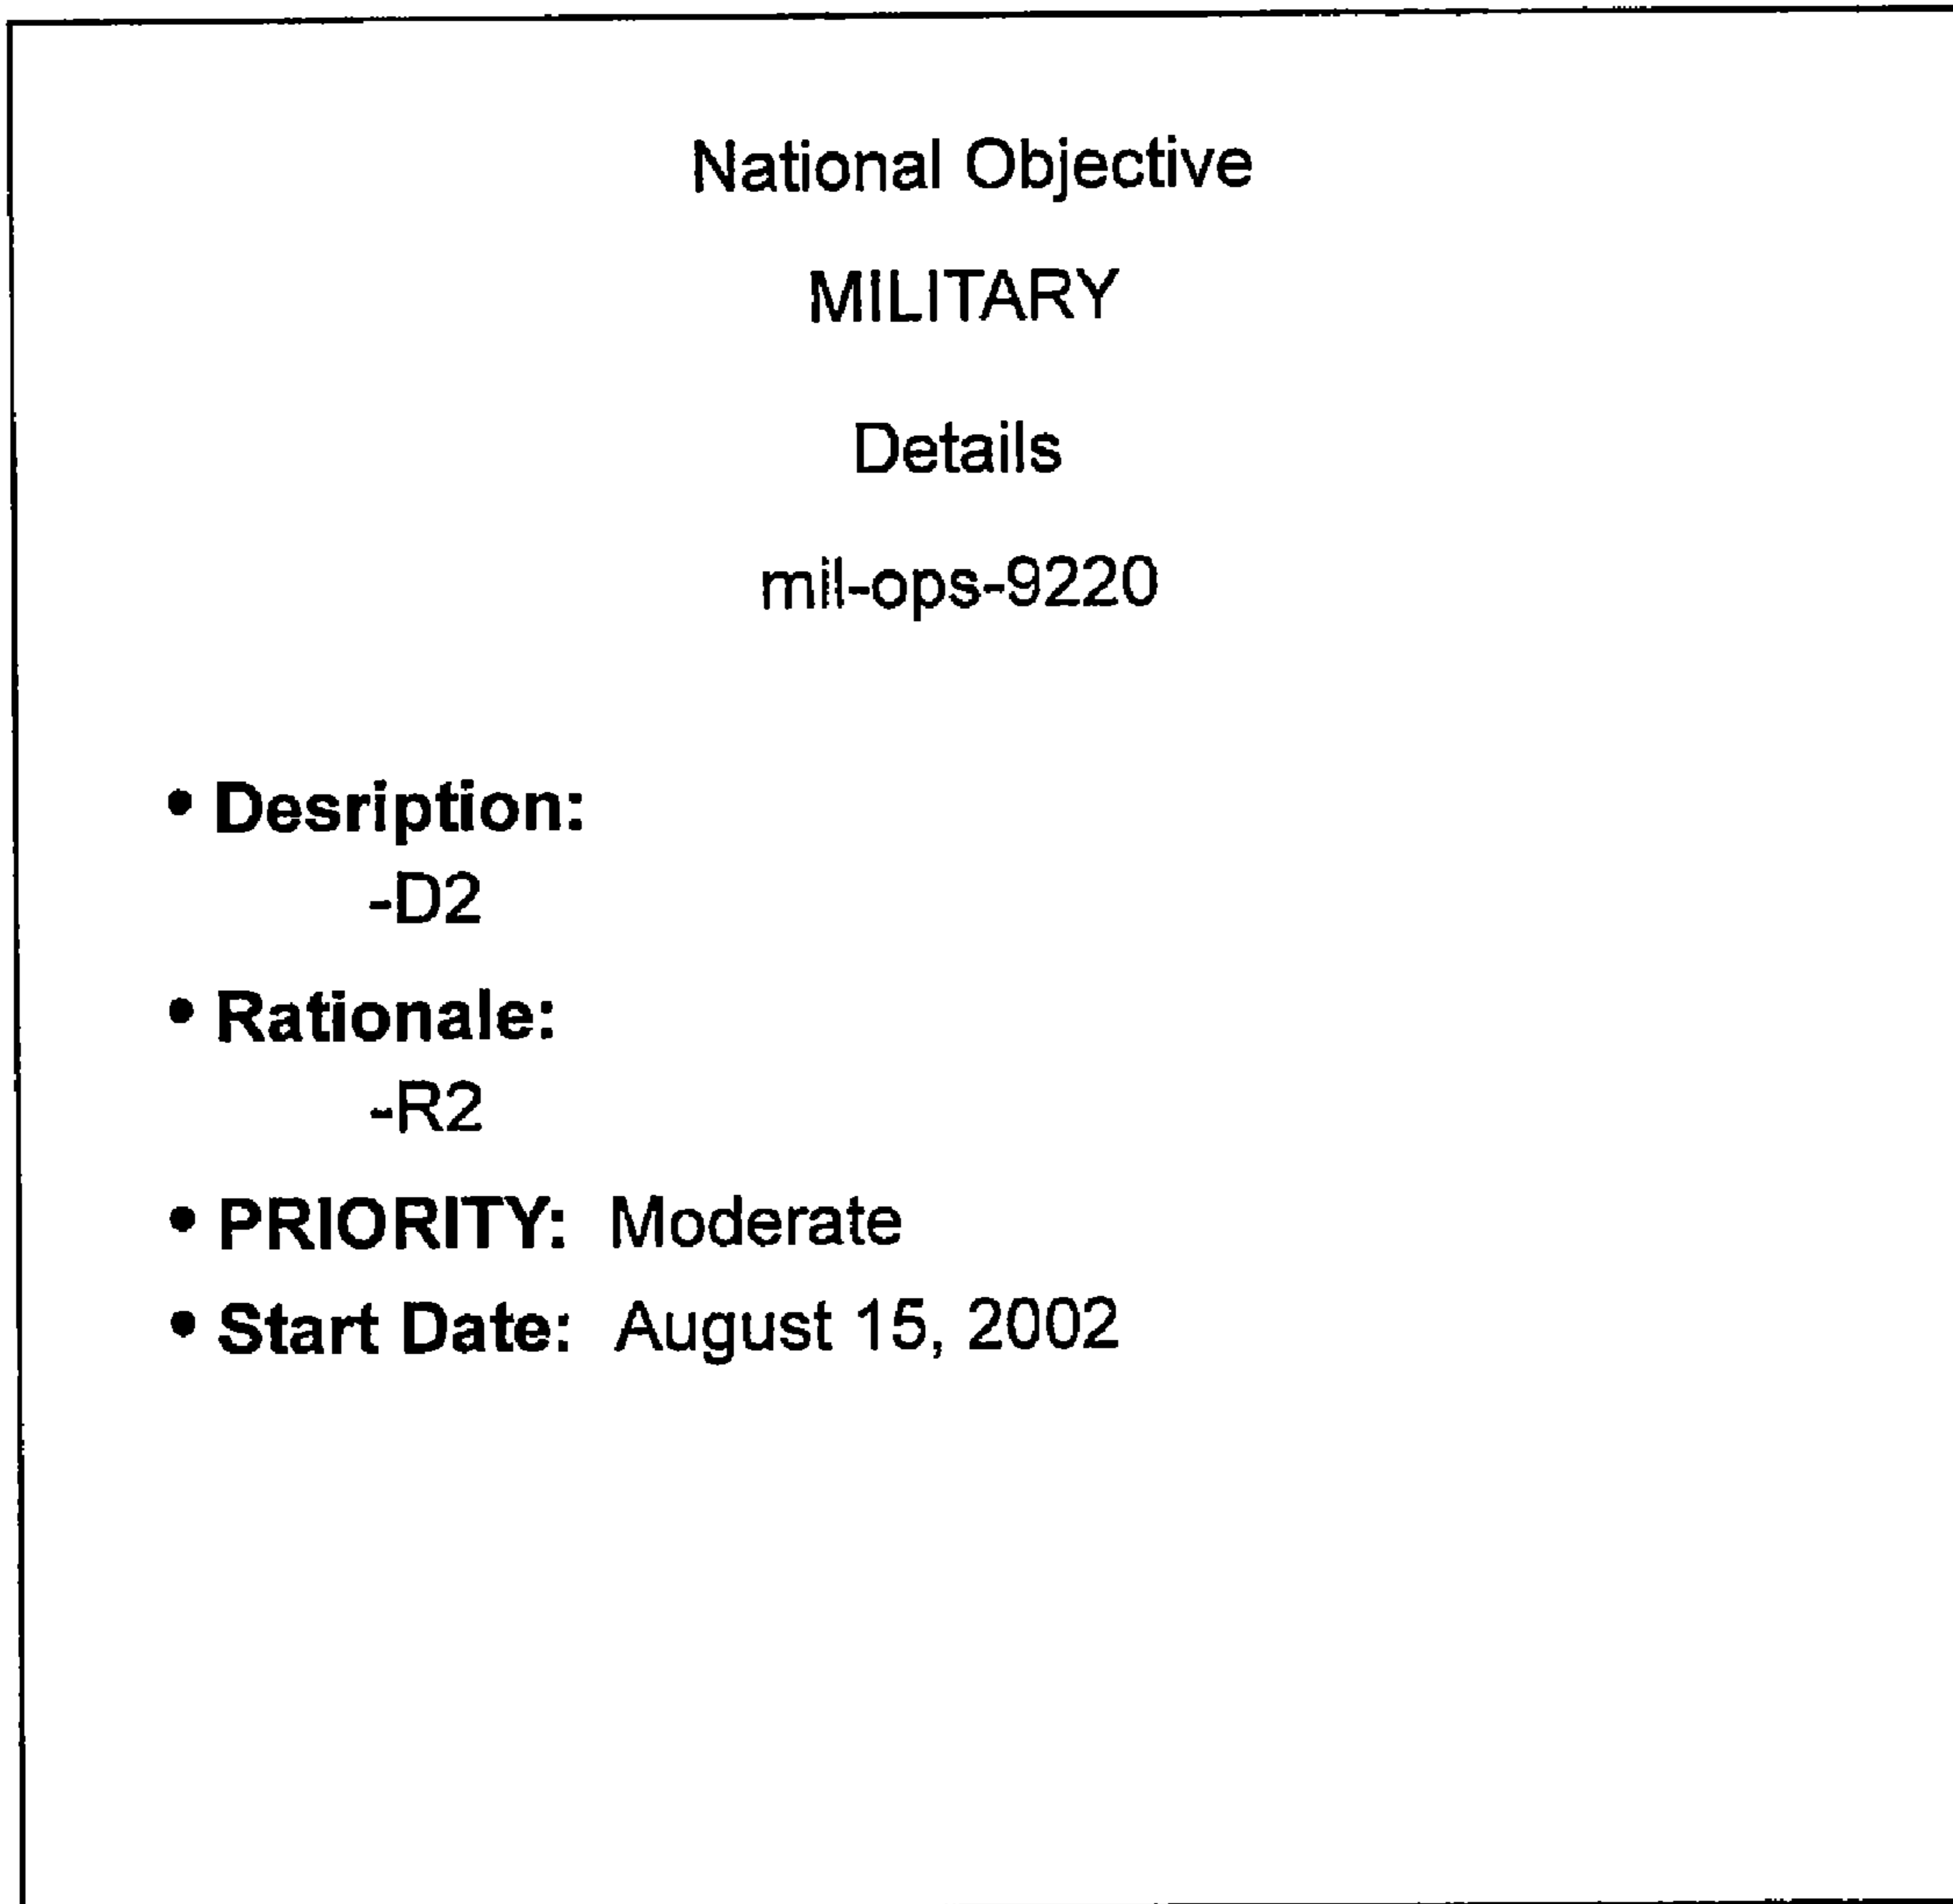 National Objective
MILITARY
Details
mil-ops-9220
• Desription:
-D2
• Rationale:
-R2
• PRIORITY: Moderate
• Start Date: August 15, 2002